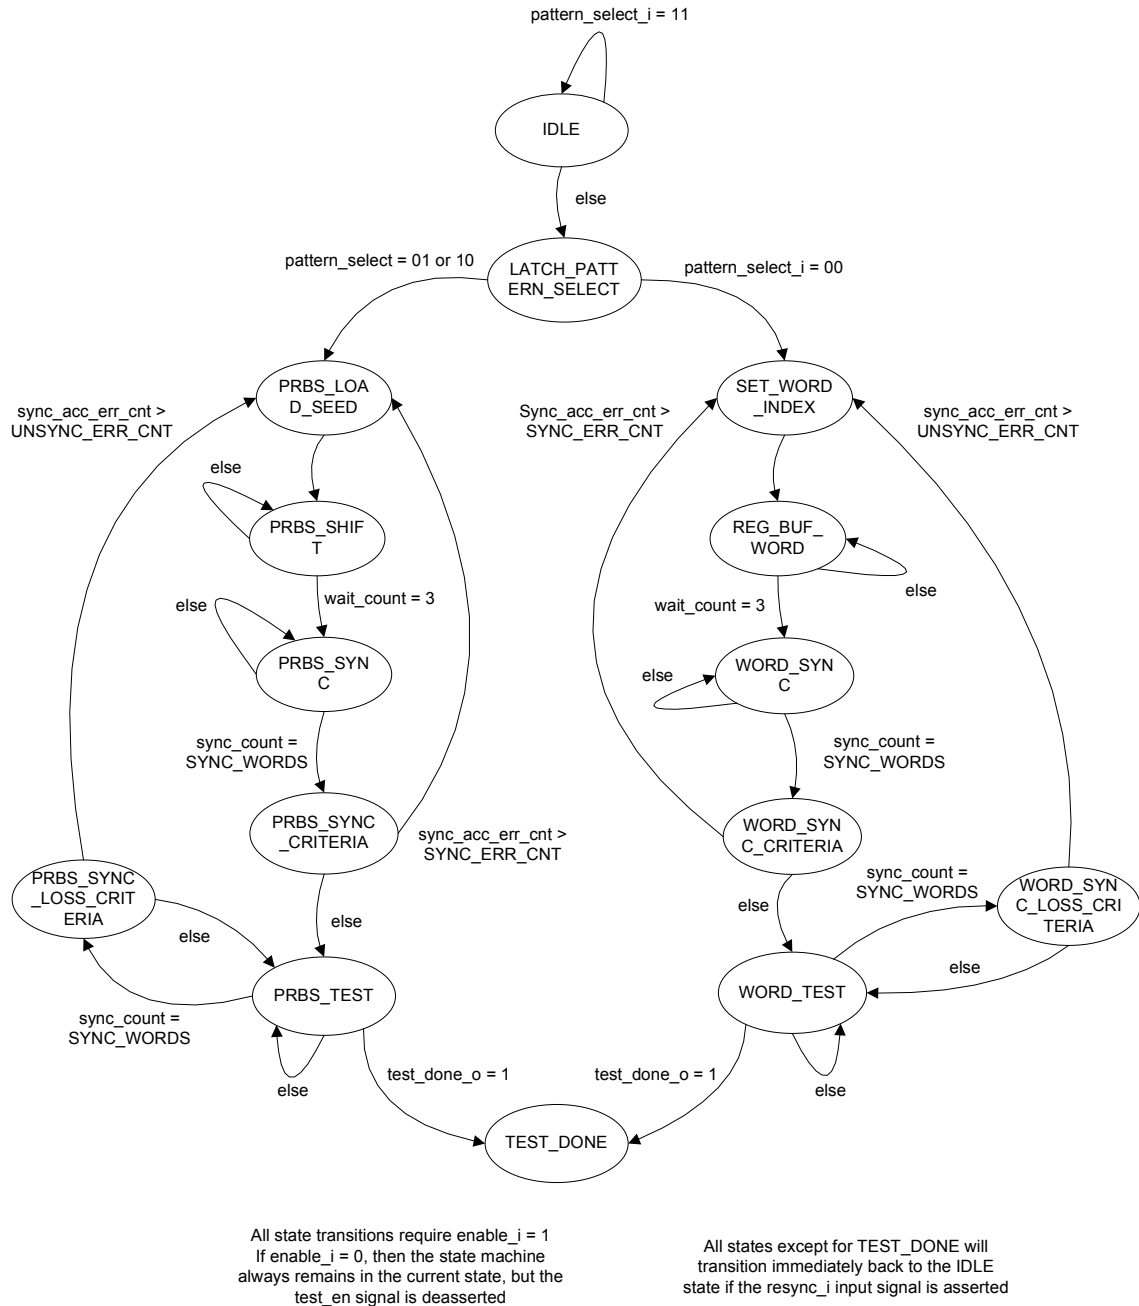 pattern_select_i = 11
IDLE
else
pattern_select = 01 or 10
LATCH_PATT
ERN_SELECT
pattern_select_i = 00
PRBS_LOA
D_SEED
SET_WORD
_INDEX
sync_acc_err_cnt >
UNSYNC_ERR_CNT
Sync_acc_err_cnt >
SYNC_ERR_CNT
sync_acc_err_cnt >
UNSYNC_ERR_CNT
else
PRBS_SHIF
T
REG_BUF_
WORD
else
wait_count = 3
wait_count = 3
else
PRBS_SYN
C
WORD_SYN
C
else
sync_count =
SYNC_WORDS
sync_count =
SYNC_WORDS
PRBS_SYNC
_CRITERIA
sync_acc_err_cnt >
SYNC_ERR_CNT
WORD_SYN
C_CRITERIA
PRBS_SYNC
_LOSS_CRIT
ERIA
sync_count =
SYNC_WORDS
WORD_SYN
C_LOSS_CRI
TERIA
else
else
else
else
PRBS_TEST
WORD_TEST
sync_count =
SYNC_WORDS
else
else
test_done_o = 1
test_done_o = 1
TEST_DONE
All state transitions require enable_i = 1
If enable_i = 0, then the state machine
always remains in the current state, but the
test_en signal is deasserted
All states except for TEST_DONE will
transition immediately back to the IDLE
state if the resync_i input signal is asserted